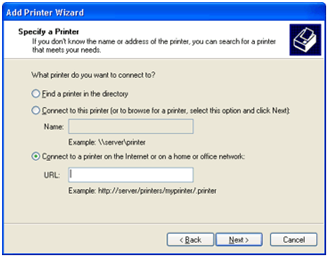 Add Printer Wizard
Specify a Printer
If you don't know the name or address of the printer, you can search for a printer
that meets your needs.
What printer do you want to connect to?
Find a printer in the directory
Connect to this printer (or to browse for a printer, select this option and click Next):
Name:
Example: \\server\printer
Connect to a printer on the Internet or on a home or office network:
URL:
Example: http://server/printers/myprinter/.printer
< Back Next > Cancel